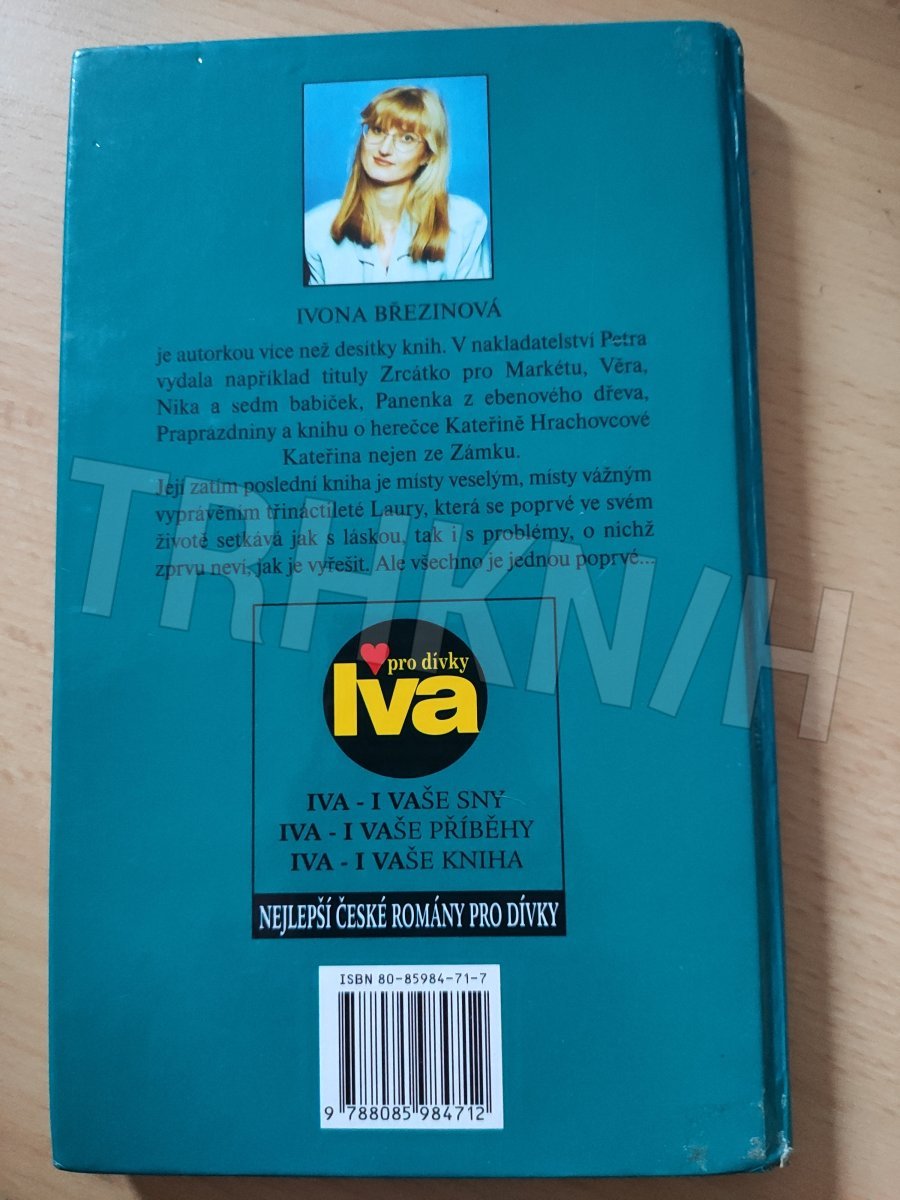 IVONA BŘEZINOVÁ
je autorkou více než desítky knih. V nakladatelství Petra
vydala například tituly Zrcátko pro Markétu, Věra,
Nika a sedm babiček, Panenka z ebenového dřeva,
Praprazdniny a knihu o herečce Kateřině Hrachovcové
Kateřina nejen ze Zámku.
Její zatím poslední kniha je místy veselým, místy vážným
vyprávěním třináctileté Laury, která se poprvé ve svém
životě setkává jak s láskou, tak i s problémy, o nichž
zprvu neví, jak je vyřešit. Ale všechno je jednou poprvé...
TRHKNIH
pro dívky
Iva
IVA - I VAŠE SNY
IVA - I VAŠE PŘÍBĚHY
IVA - I VAŠE KNIHA
NEJLEPŠÍ ČESKÉ ROMÁNY PRO DÍVKY
ISBN 80-85984-71-7
9 788085 984712